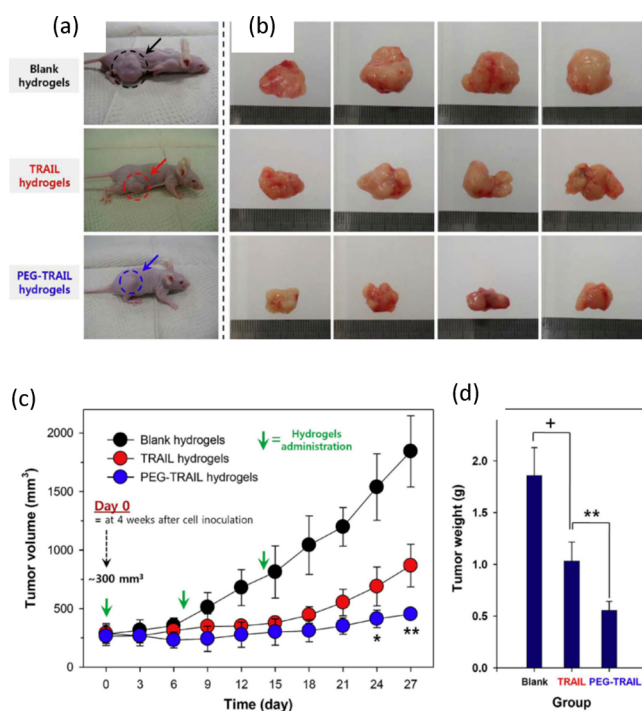 (a)
(b)
Blank
hydrogels
TRAIL
hydrogels
PEG-TRAIL
hydrogels
(c)
Tumor volume (mm³)
2000
1500
1000
500
250
0
Blank hydrogels
TRAIL hydrogels
PEG-TRAIL hydrogels
= Hydrogels
administration
Day 0
= at 4 weeks after cell inoculation
~300 mm³
*
**
0 3 6 9 12 15 18 21 24 27
Time (day)
(d)
Tumor weight (g)
2.0
1.5
1.0
0.5
0.0
+
**
Blank TRAIL PEG-TRAIL
Group